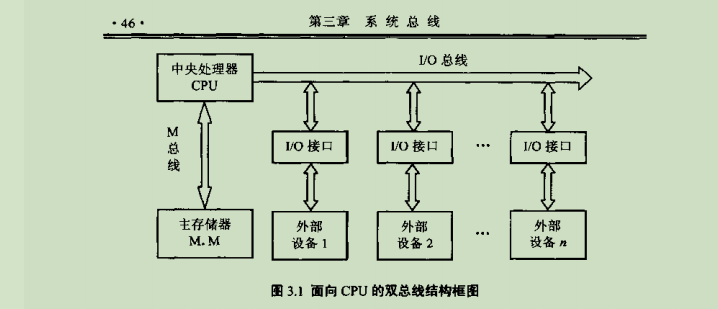 ·46·
第三章 系统总线
中央处理器
CPU
I/O 总线
M
总
线
I/O 接口
I/O 接口
···
I/O 接口
主存储器
M.M
外部
设备 1
外部
设备 2
···
外部
设备 n
图 3.1 面向 CPU 的双总线结构框图